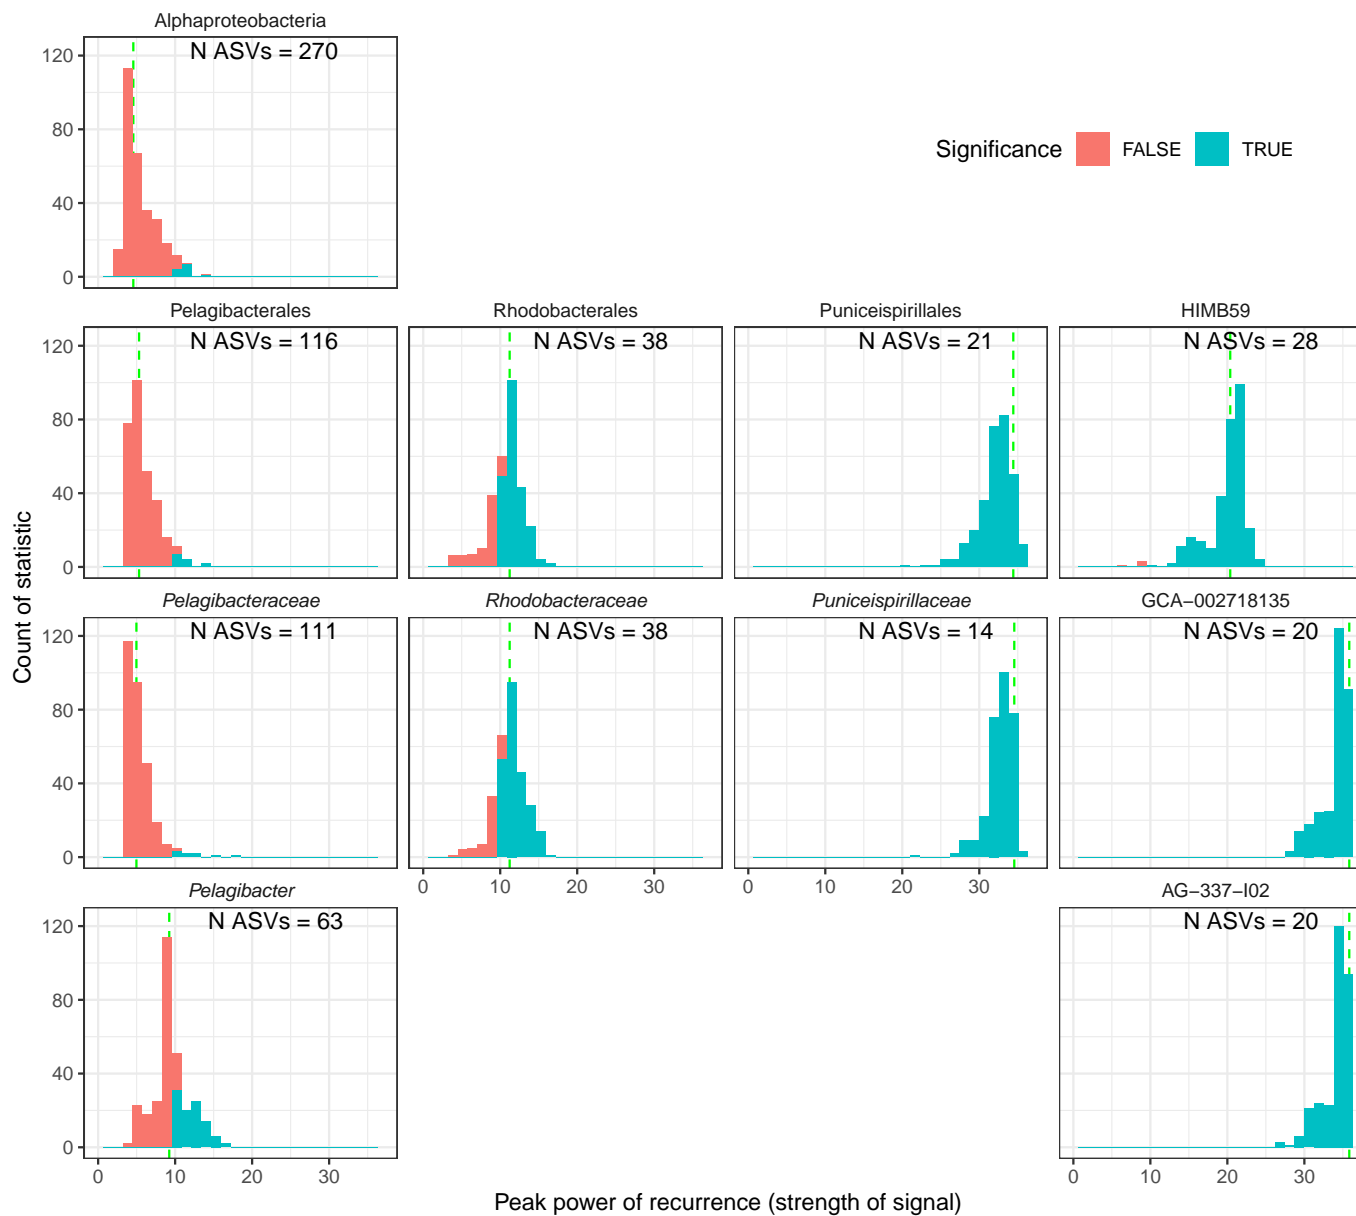 Alphaproteobacteria
N ASVs = 270
120
80
40
0
Significance FALSE TRUE
Pelagibacterales Rhodobacterales Puniceispirillales HIMB59
N ASVs = 116 N ASVs = 38 N ASVs = 21 N ASVs = 28
120
80
40
0
Count of statistic
Pelagibacteraceae Rhodobacteraceae Puniceispirillaceae GCA−002718135
N ASVs = 111 N ASVs = 38 N ASVs = 14 N ASVs = 20
120
80
40
0
0 10 20 30 0 10 20 30
Pelagibacter AG−337−I02
N ASVs = 63 N ASVs = 20
120
80
40
0
0 10 20 30 0 10 20 30
Peak power of recurrence (strength of signal)